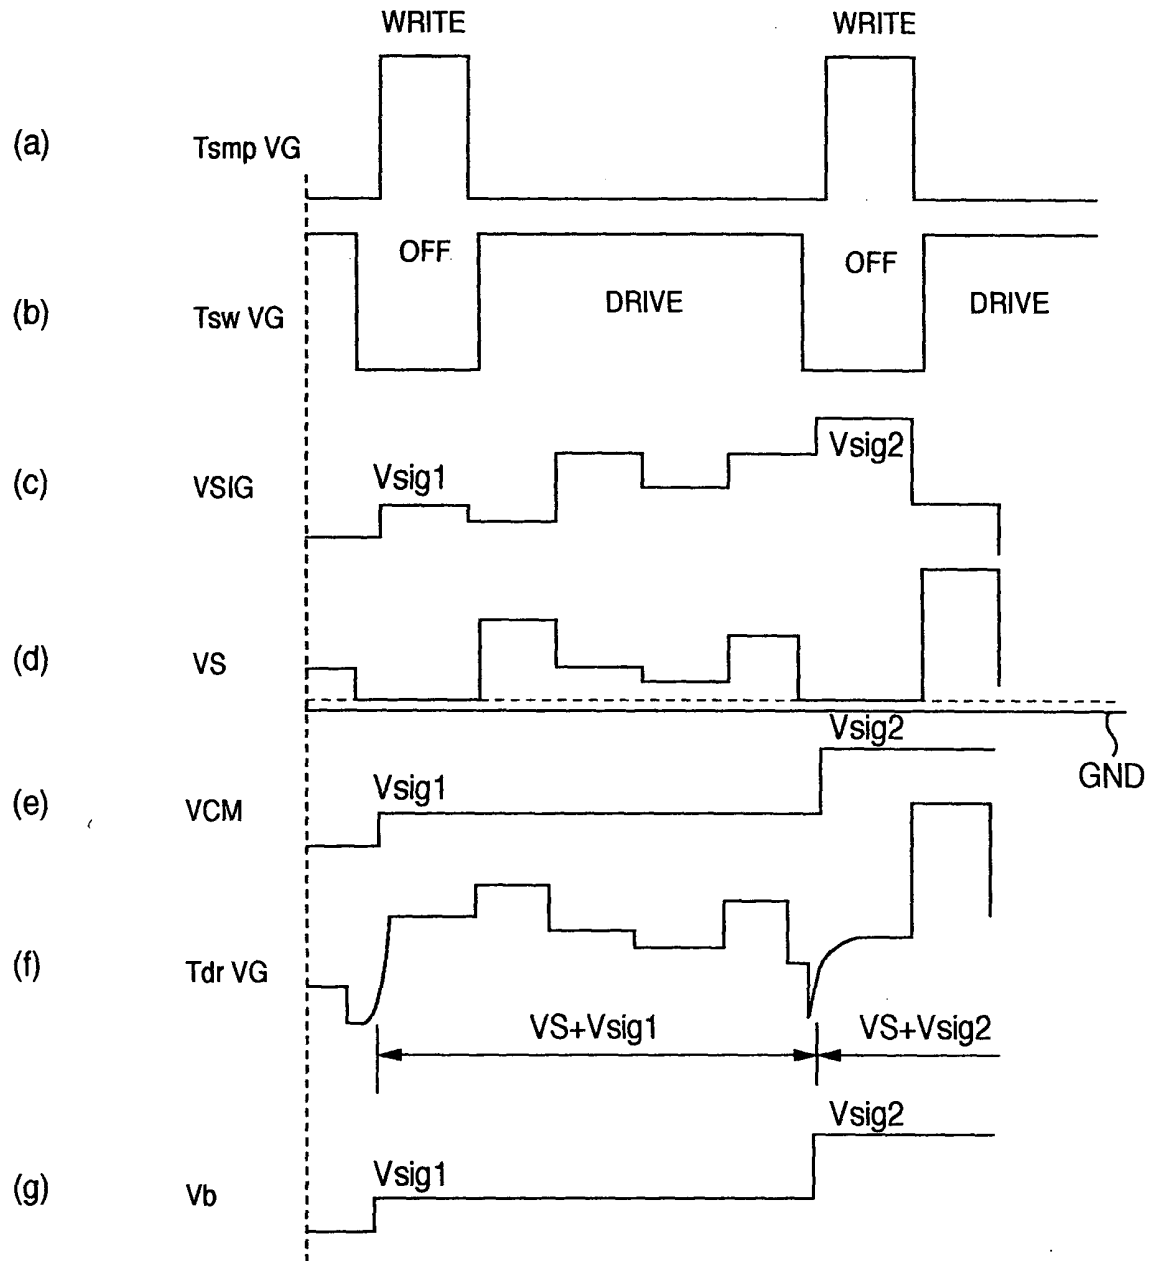 WRITE WRITE
(a) Tsmp VG
OFF OFF
(b) Tsw VG DRIVE DRIVE
(c) VSIG Vsig1 Vsig2
(d) VS
GND
(e) VCM Vsig1 Vsig2
(f) Tdr VG
VS+Vsig1 VS+Vsig2
(g) Vb Vsig1 Vsig2